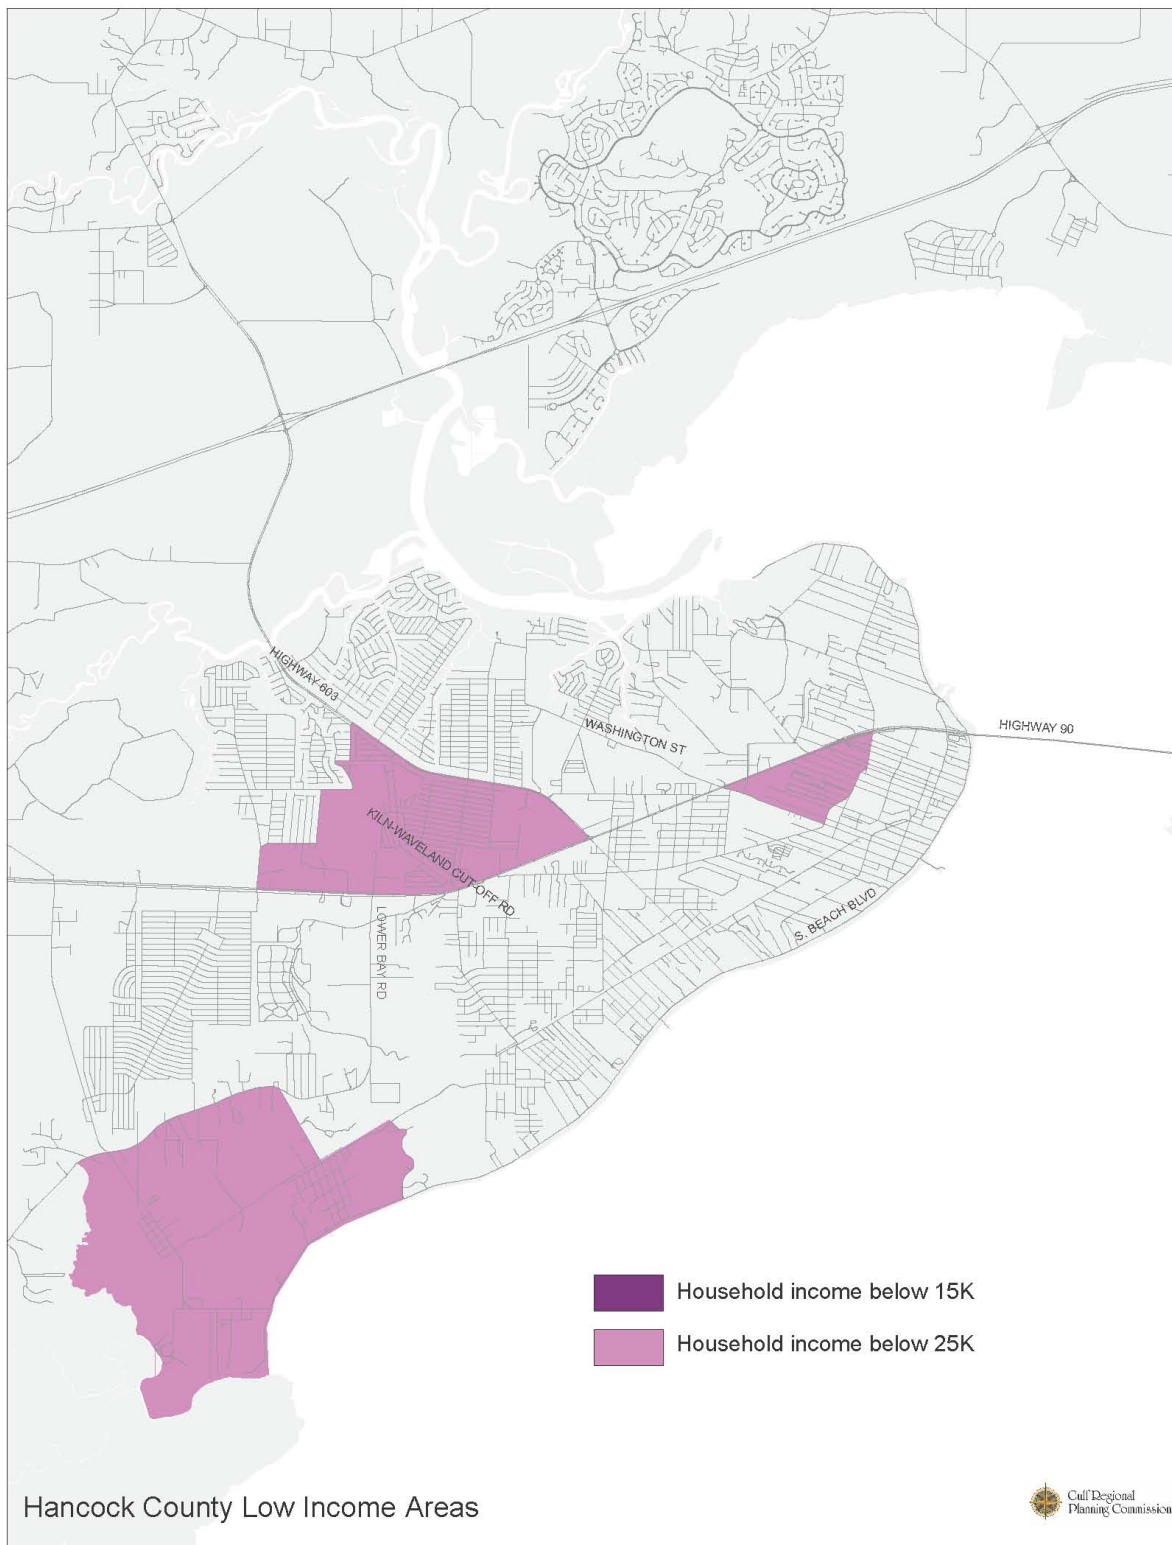 HIGHWAY 603
WASHINGTON ST
HIGHWAY 90
KILN-WAVELAND CUT-OFF RD
LOWER BAY RD
S. BEACH BLVD
Household income below 15K
Household income below 25K
Hancock County Low Income Areas
Gulf Regional
Planning Commission